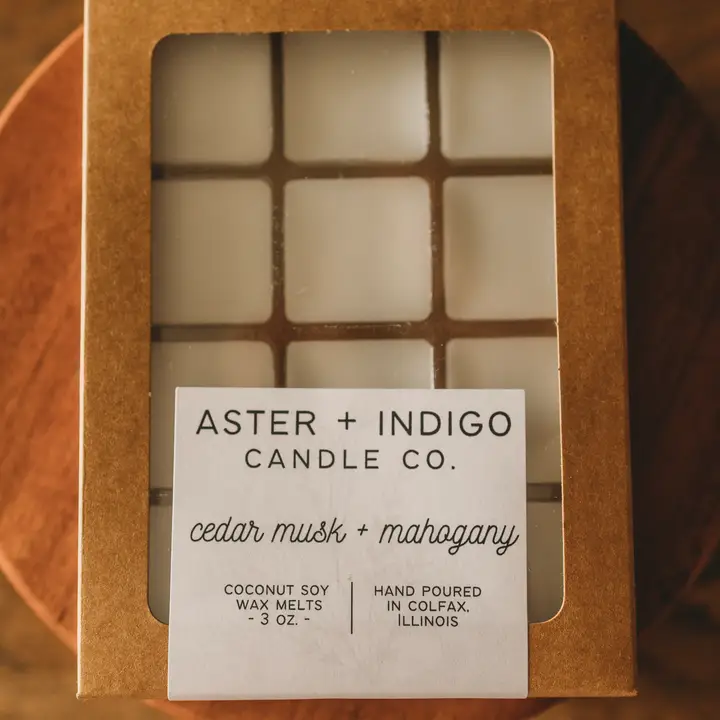 ASTER + INDIGO
CANDLE CO.
cedar musk + mahogany
COCONUT SOY
WAX MELTS
- 3 OZ. -
HAND POURED
IN COLFAX,
ILLINOIS